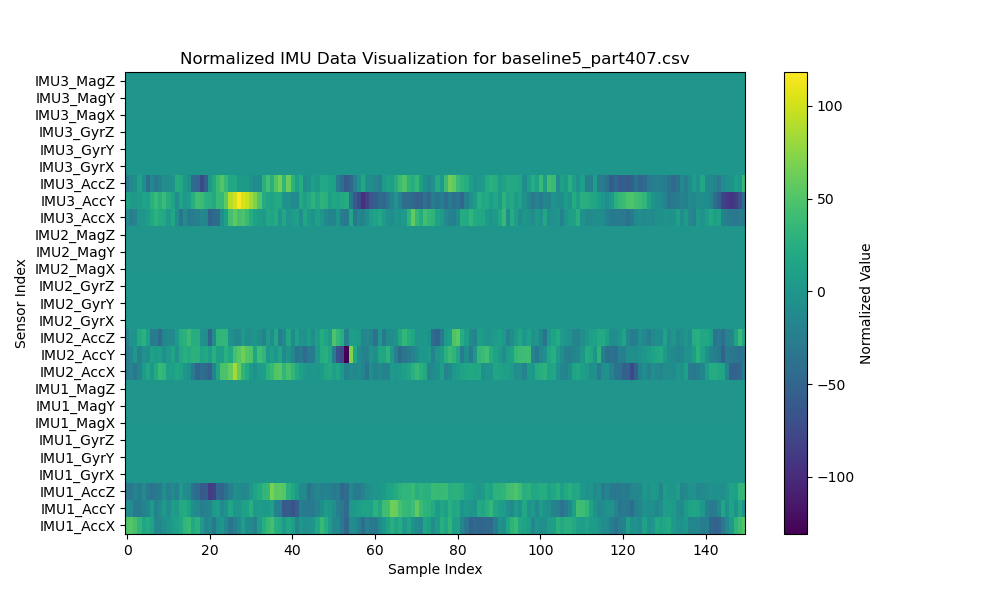 Normalized IMU Data Visualization for baseline5_part407.csv
IMU3_MagZ
IMU3_MagY
IMU3_MagX
IMU3_GyrZ
IMU3_GyrY
IMU3_GyrX
IMU3_AccZ
IMU3_AccY
IMU3_AccX
IMU2_MagZ
IMU2_MagY
IMU2_MagX
IMU2_GyrZ
IMU2_GyrY
IMU2_GyrX
IMU2_AccZ
IMU2_AccY
IMU2_AccX
IMU1_MagZ
IMU1_MagY
IMU1_MagX
IMU1_GyrZ
IMU1_GyrY
IMU1_GyrX
IMU1_AccZ
IMU1_AccY
IMU1_AccX
Sensor Index
0 20 40 60 80 100 120 140
Sample Index
100
50
0
−50
−100
Normalized Value